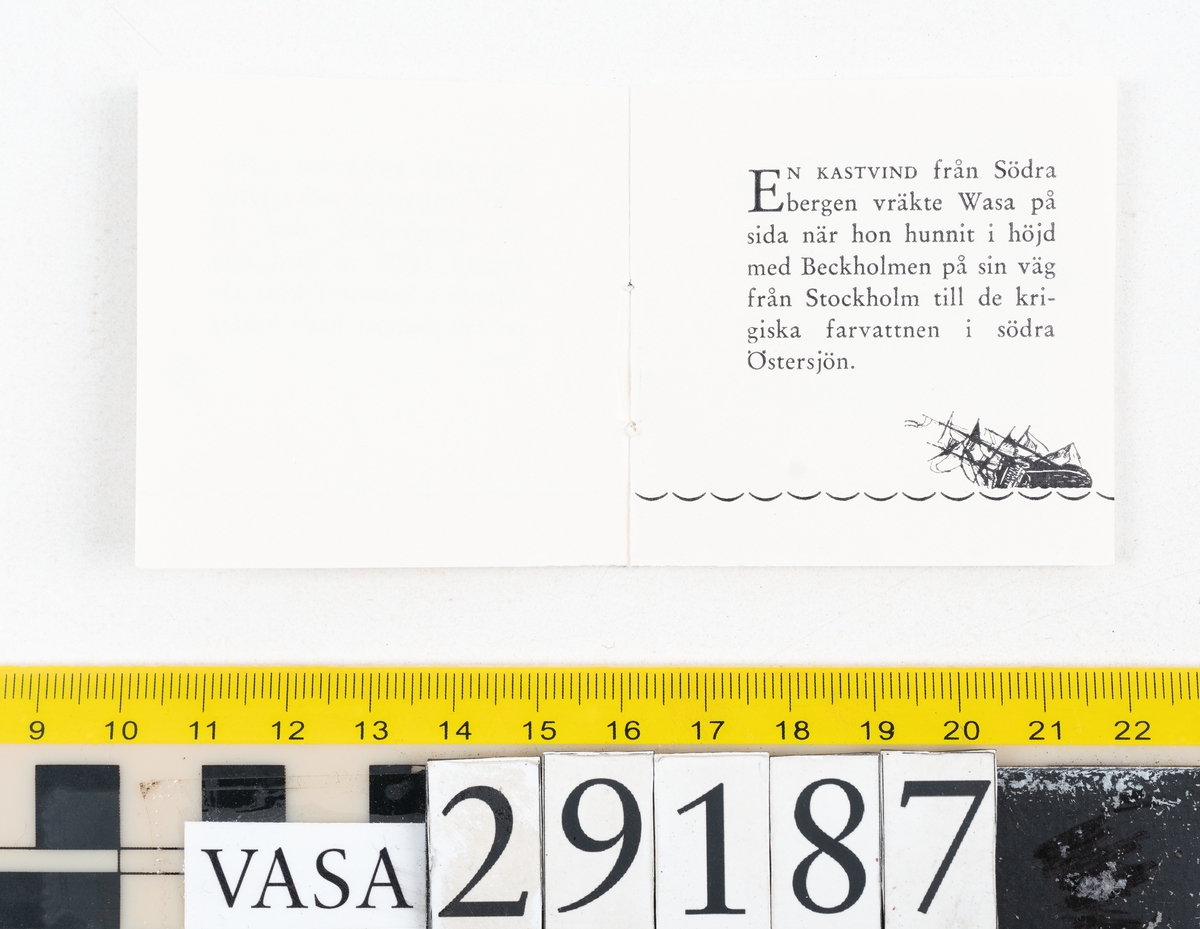 EN KASTVIND från Södra
bergen vräkte Wasa på
sida när hon hunnit i höjd
med Beckholmen på sin väg
från Stockholm till de kri-
giska farvattnen i södra
Östersjön.
9 10 11 12 13 14 15 16 17 18 19 20 21 22
VASA 29187